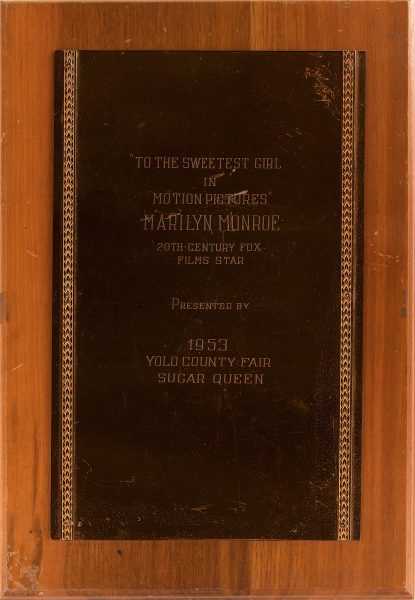 "TO THE SWEETEST GIRL
IN
MOTION PICTURES"
MARILYN MONROE
20TH-CENTURY FOX
FILMS STAR
PRESENTED BY
1953
YOLO COUNTY FAIR
SUGAR QUEEN